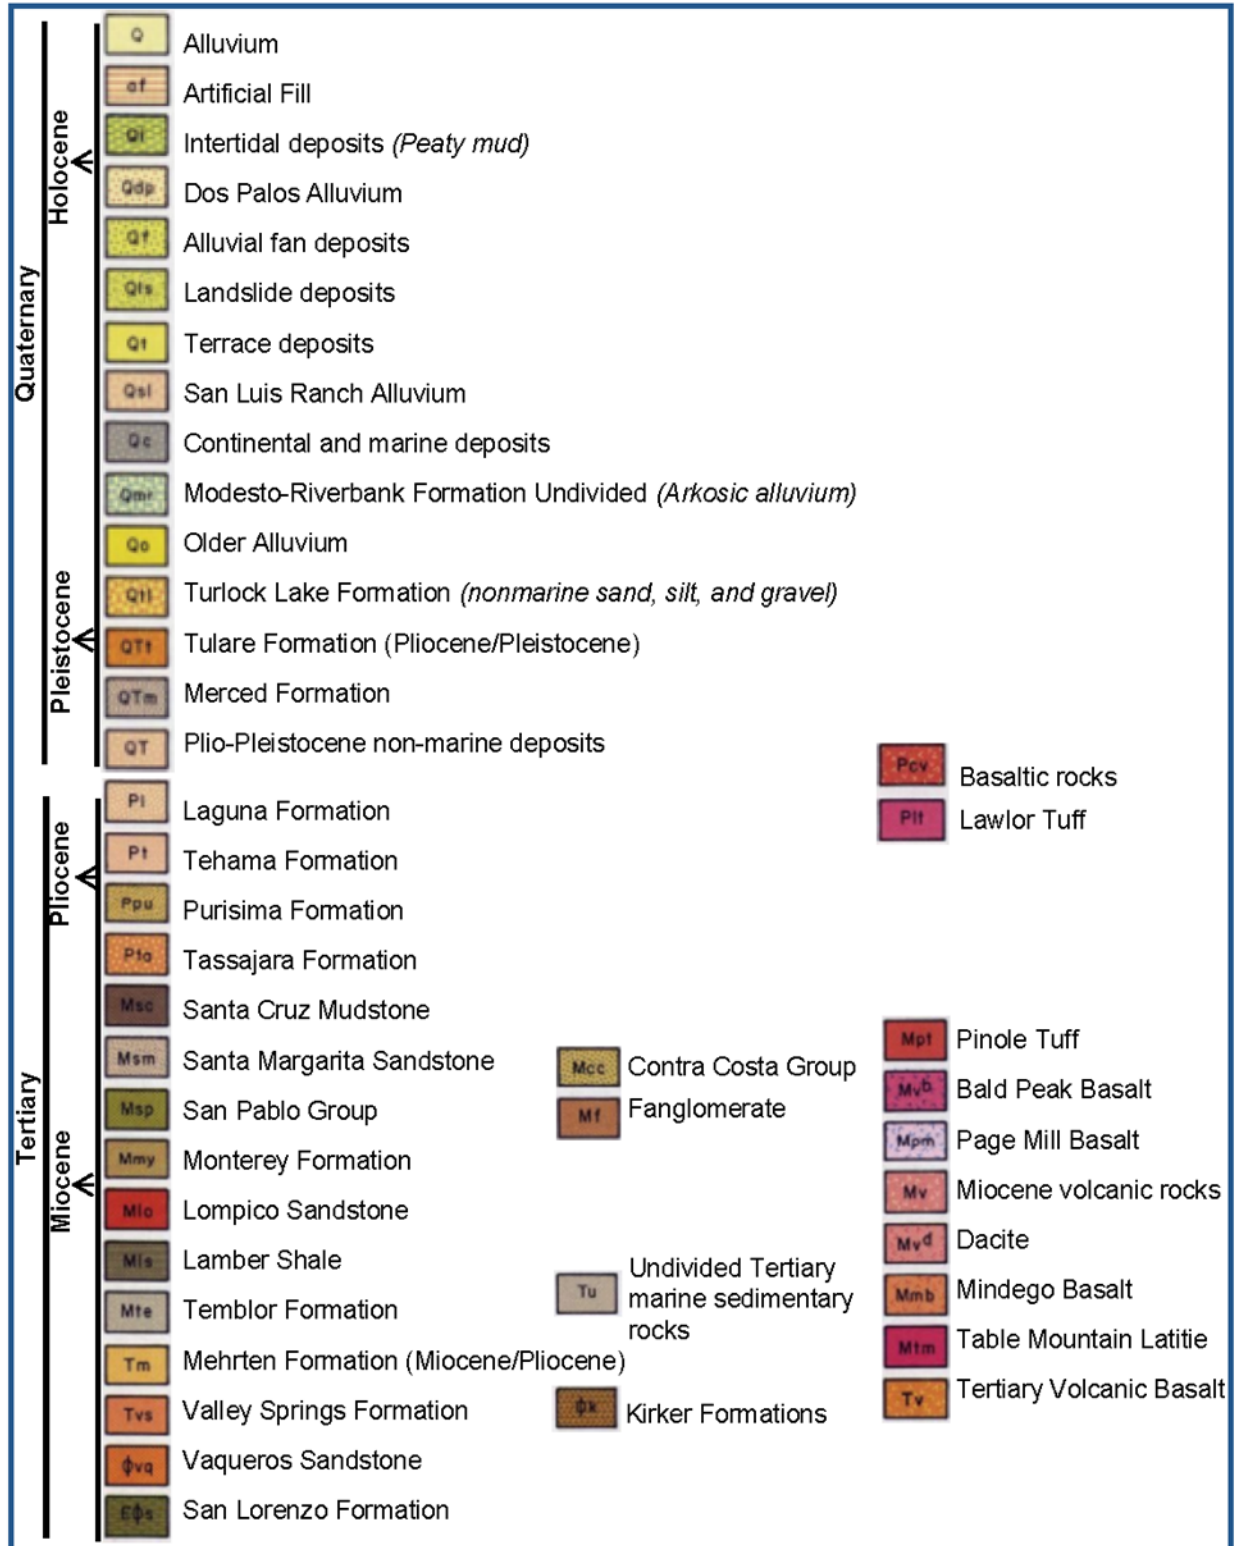 Quaternary
Holocene
Pleistocene
Q Alluvium
af Artificial Fill
Qi Intertidal deposits (Peaty mud)
Qdp Dos Palos Alluvium
Qf Alluvial fan deposits
Qls Landslide deposits
Qt Terrace deposits
Qsl San Luis Ranch Alluvium
Qc Continental and marine deposits
Qmr Modesto-Riverbank Formation Undivided (Arkosic alluvium)
Qo Older Alluvium
Qtl Turlock Lake Formation (nonmarine sand, silt, and gravel)
QTt Tulare Formation (Pliocene/Pleistocene)
QTm Merced Formation
QT Plio-Pleistocene non-marine deposits
Tertiary
Pliocene
Miocene
Pl Laguna Formation
Pt Tehama Formation
Ppu Purisima Formation
Pta Tassajara Formation
Msc Santa Cruz Mudstone
Msm Santa Margarita Sandstone
Msp San Pablo Group
Mmy Monterey Formation
Mlo Lompico Sandstone
Mls Lamber Shale
Mte Temblor Formation
Tm Mehrten Formation (Miocene/Pliocene)
Tvs Valley Springs Formation
ϕvq Vaqueros Sandstone
Eϕs San Lorenzo Formation
Mcc Contra Costa Group
Mf Fanglomerate
Tu Undivided Tertiary
marine sedimentary
rocks
ϕk Kirker Formations
Pcv Basaltic rocks
Plt Lawlor Tuff
Mpt Pinole Tuff
Mvb Bald Peak Basalt
Mpm Page Mill Basalt
Mv Miocene volcanic rocks
Mvd Dacite
Mmb Mindego Basalt
Mtm Table Mountain Latitie
Tv Tertiary Volcanic Basalt